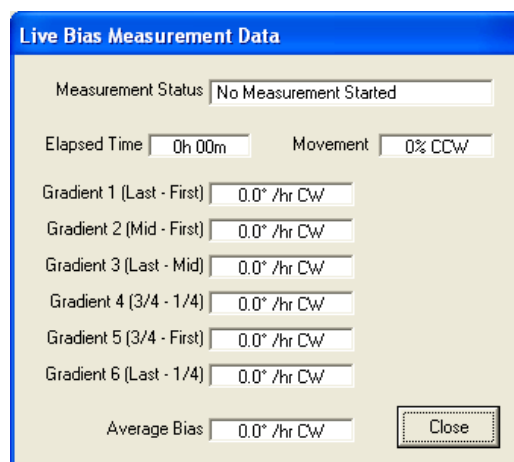 Live Bias Measurement Data
Measurement Status No Measurement Started
Elapsed Time 0h 00m Movement 0% CCW
Gradient 1 (Last - First) 0.0° /hr CW
Gradient 2 (Mid - First) 0.0° /hr CW
Gradient 3 (Last - Mid) 0.0° /hr CW
Gradient 4 (3/4 - 1/4) 0.0° /hr CW
Gradient 5 (3/4 - First) 0.0° /hr CW
Gradient 6 (Last - 1/4) 0.0° /hr CW
Average Bias 0.0° /hr CW Close